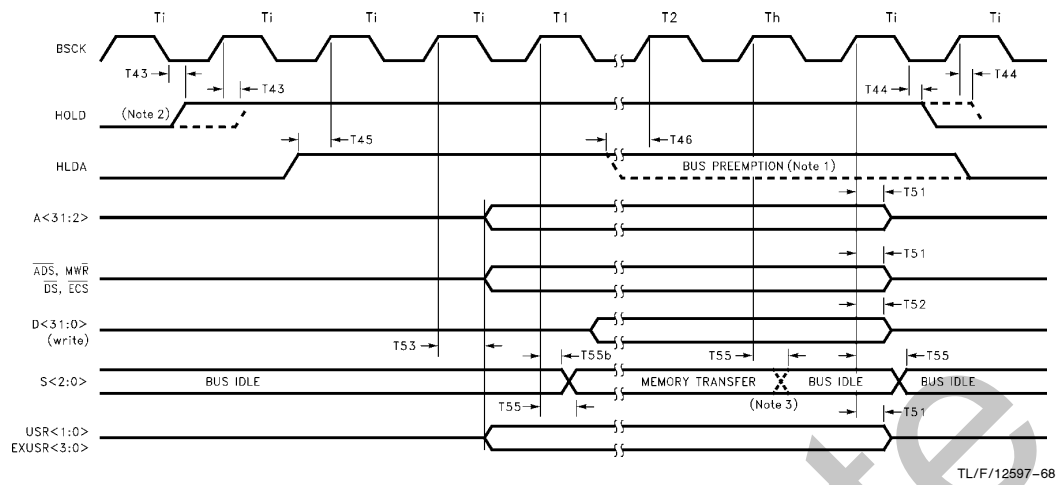 Ti Ti Ti Ti T1 T2 Th Ti Ti
BSCK
T43 T43 T44 T44
HOLD (Note 2)
T45 T46
HLDA BUS PREEMPTION (Note 1)
T51
A<31:2>
T51
ADS, MWR
DS, ECS
T52
D<31:0>
(write)
T53 T55b T55 T55
S<2:0> BUS IDLE MEMORY TRANSFER BUS IDLE BUS IDLE
T55 (Note 3) T51
USR<1:0>
EXUSR<3:0>
TL/F/12597-68